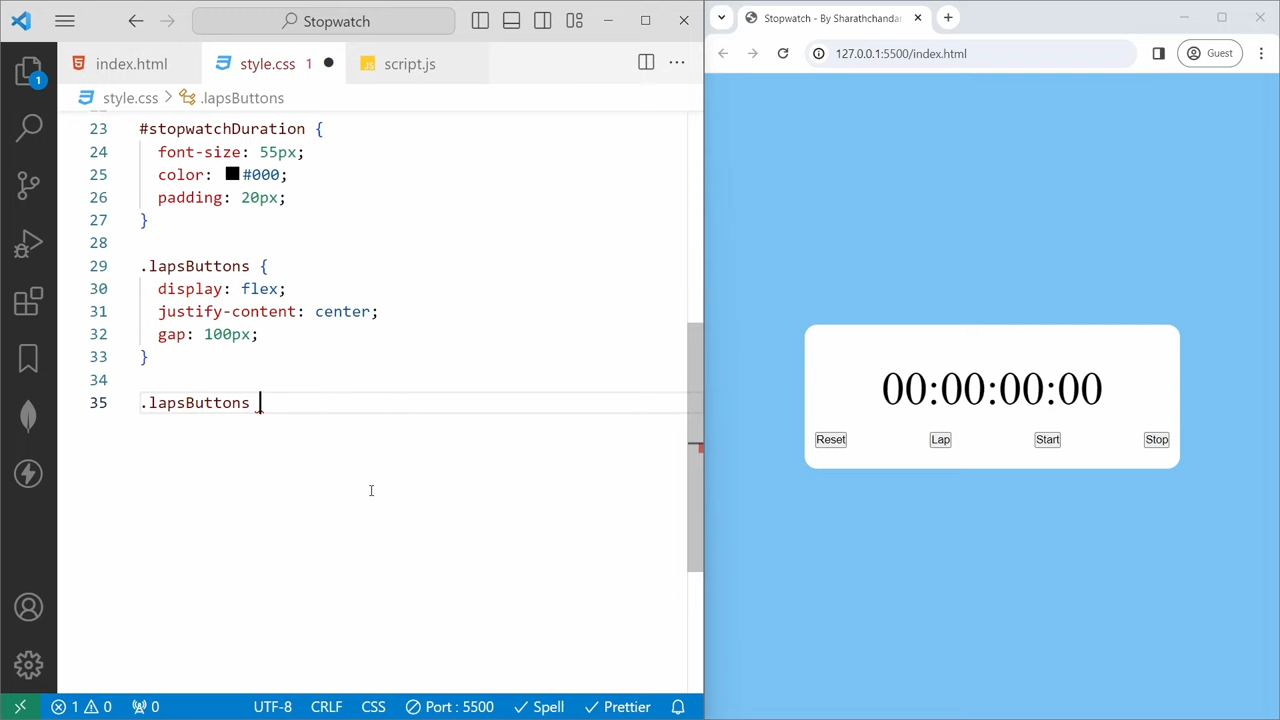 Stopwatch
Stopwatch - By Sharathchandar
index.html
style.css 1
JS script.js
127.0.0.1:5500/index.html
Guest
style.css > .lapsButtons
1
23 #stopwatchDuration {
24 font-size: 55px;
25 color: #000;
26 padding: 20px;
27 }
28
29 .lapsButtons {
30 display: flex;
31 justify-content: center;
32 gap: 100px;
33 }
34
35 .lapsButtons
00:00:00:00
Reset Lap Start Stop
1 0 0 UTF-8 CRLF CSS Port : 5500 Spell Prettier